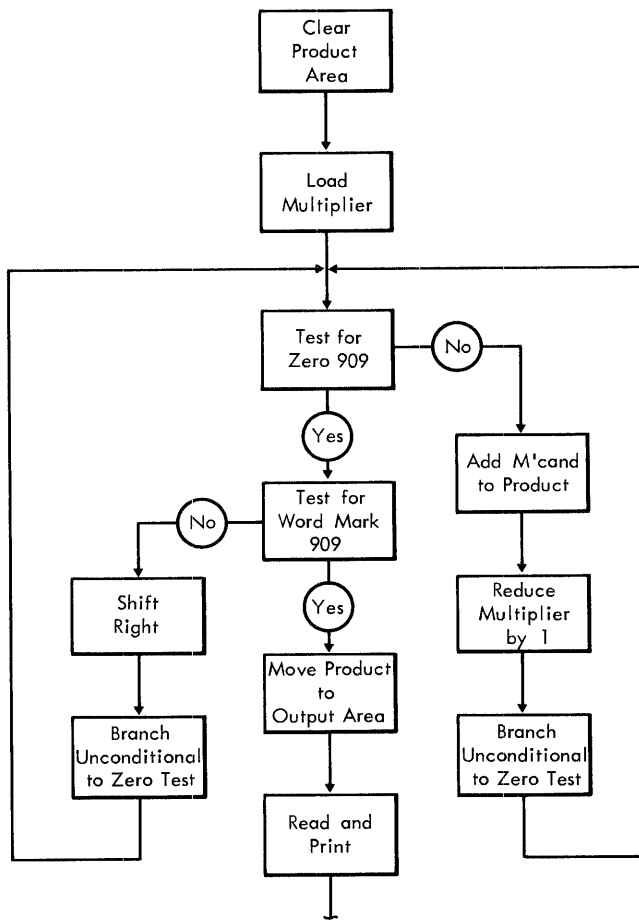 Clear
Product
Area
Load
Multiplier
Test for
Zero 909
No
Yes
Add M'cand
to Product
Test for
Word Mark
909
No
Shift
Right
Yes
Reduce
Multiplier
by 1
Move Product
to
Output Area
Branch
Unconditional
to Zero Test
Branch
Unconditional
to Zero Test
Read and
Print